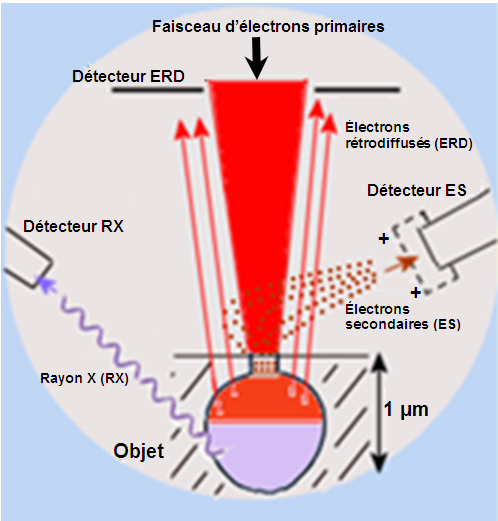 Faisceau d'électrons primaires
Détecteur ERD
Électrons
rétrodiffusés (ERD)
Détecteur ES
Détecteur RX
+
+
Électrons
secondaires (ES)
Rayon X (RX)
1 µm
Objet